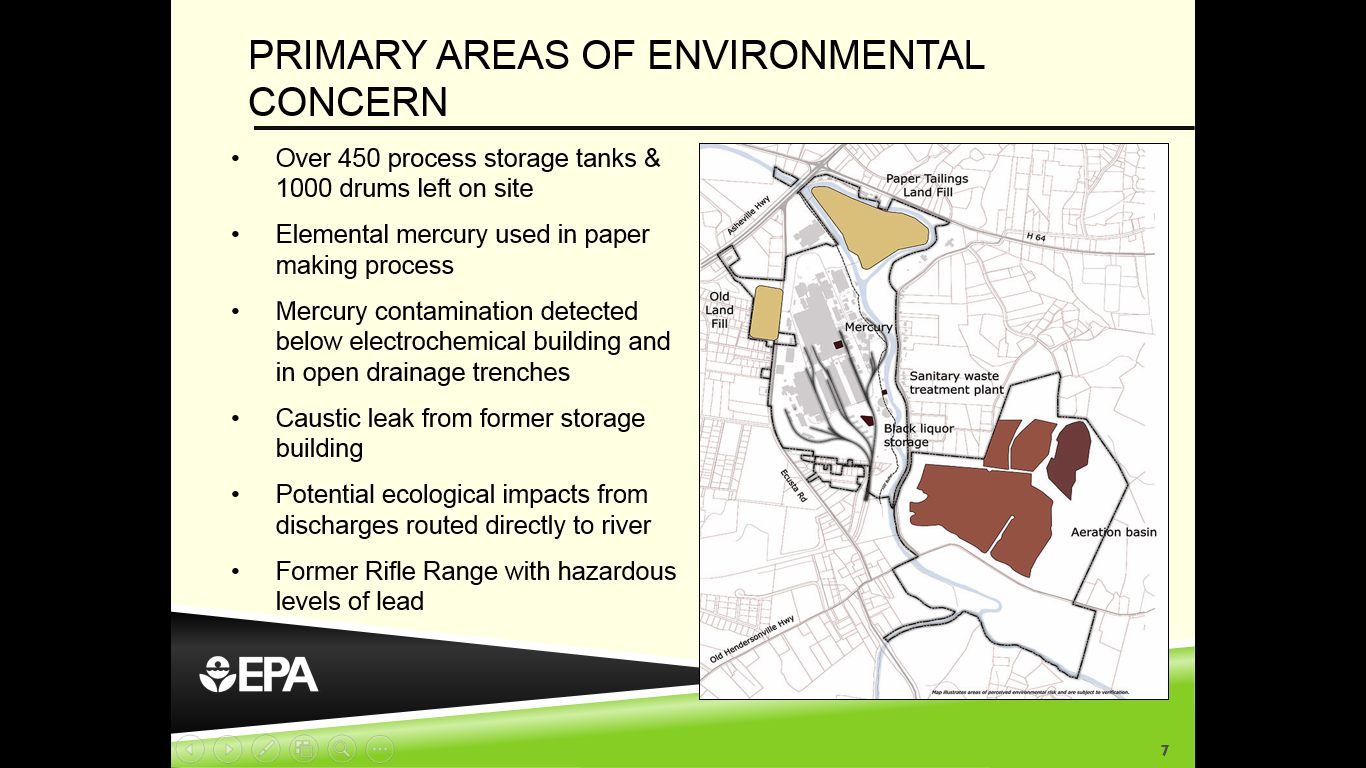 PRIMARY AREAS OF ENVIRONMENTAL
CONCERN
• Over 450 process storage tanks &
1000 drums left on site
• Elemental mercury used in paper
making process
• Mercury contamination detected
below electrochemical building and
in open drainage trenches
• Caustic leak from former storage
building
• Potential ecological impacts from
discharges routed directly to river
• Former Rifle Range with hazardous
levels of lead
Paper Tailings
Land Fill
Asheville Hwy
H 64
Old
Land
Fill
Mercury
Sanitary waste
treatment plant
Black liquor
storage
Ecusta Rd
Aeration basin
Old Hendersonville Hwy
Map illustrates areas of perceived environmental risk and are subject to verification.
EPA
7